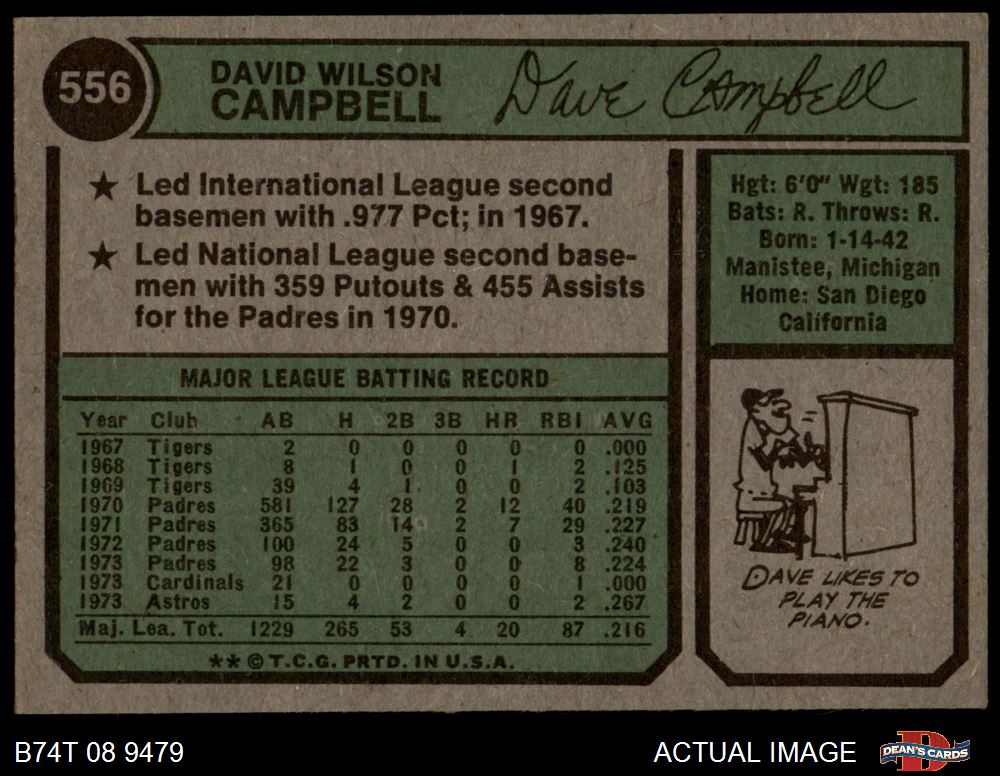 556
DAVID WILSON
CAMPBELL
Dave Campbell
★ Led International League second
basemen with .977 Pct; in 1967.
★ Led National League second base-
men with 359 Putouts & 455 Assists
for the Padres in 1970.
Hgt: 6'0" Wgt: 185
Bats: R. Throws: R.
Born: 1-14-42
Manistee, Michigan
Home: San Diego
California
MAJOR LEAGUE BATTING RECORD
Year Club AB H 2B 3B HR RBI AVG
1967 Tigers 2 0 0 0 0 0 .000
1968 Tigers 8 1 0 0 1 2 .125
1969 Tigers 39 4 1 0 0 2 .103
1970 Padres 581 127 28 2 12 40 .219
1971 Padres 365 83 14 2 7 29 .227
1972 Padres 100 24 5 0 0 3 .240
1973 Padres 98 22 3 0 0 8 .224
1973 Cardinals 21 0 0 0 0 1 .000
1973 Astros 15 4 2 0 0 2 .267
Maj. Lea. Tot. 1229 265 53 4 20 87 .216
** © T.C.G. PRTD. IN U.S.A.
DAVE LIKES TO
PLAY THE
PIANO.
B74T 08 9479
ACTUAL IMAGE
D
DEAN'S CARDS